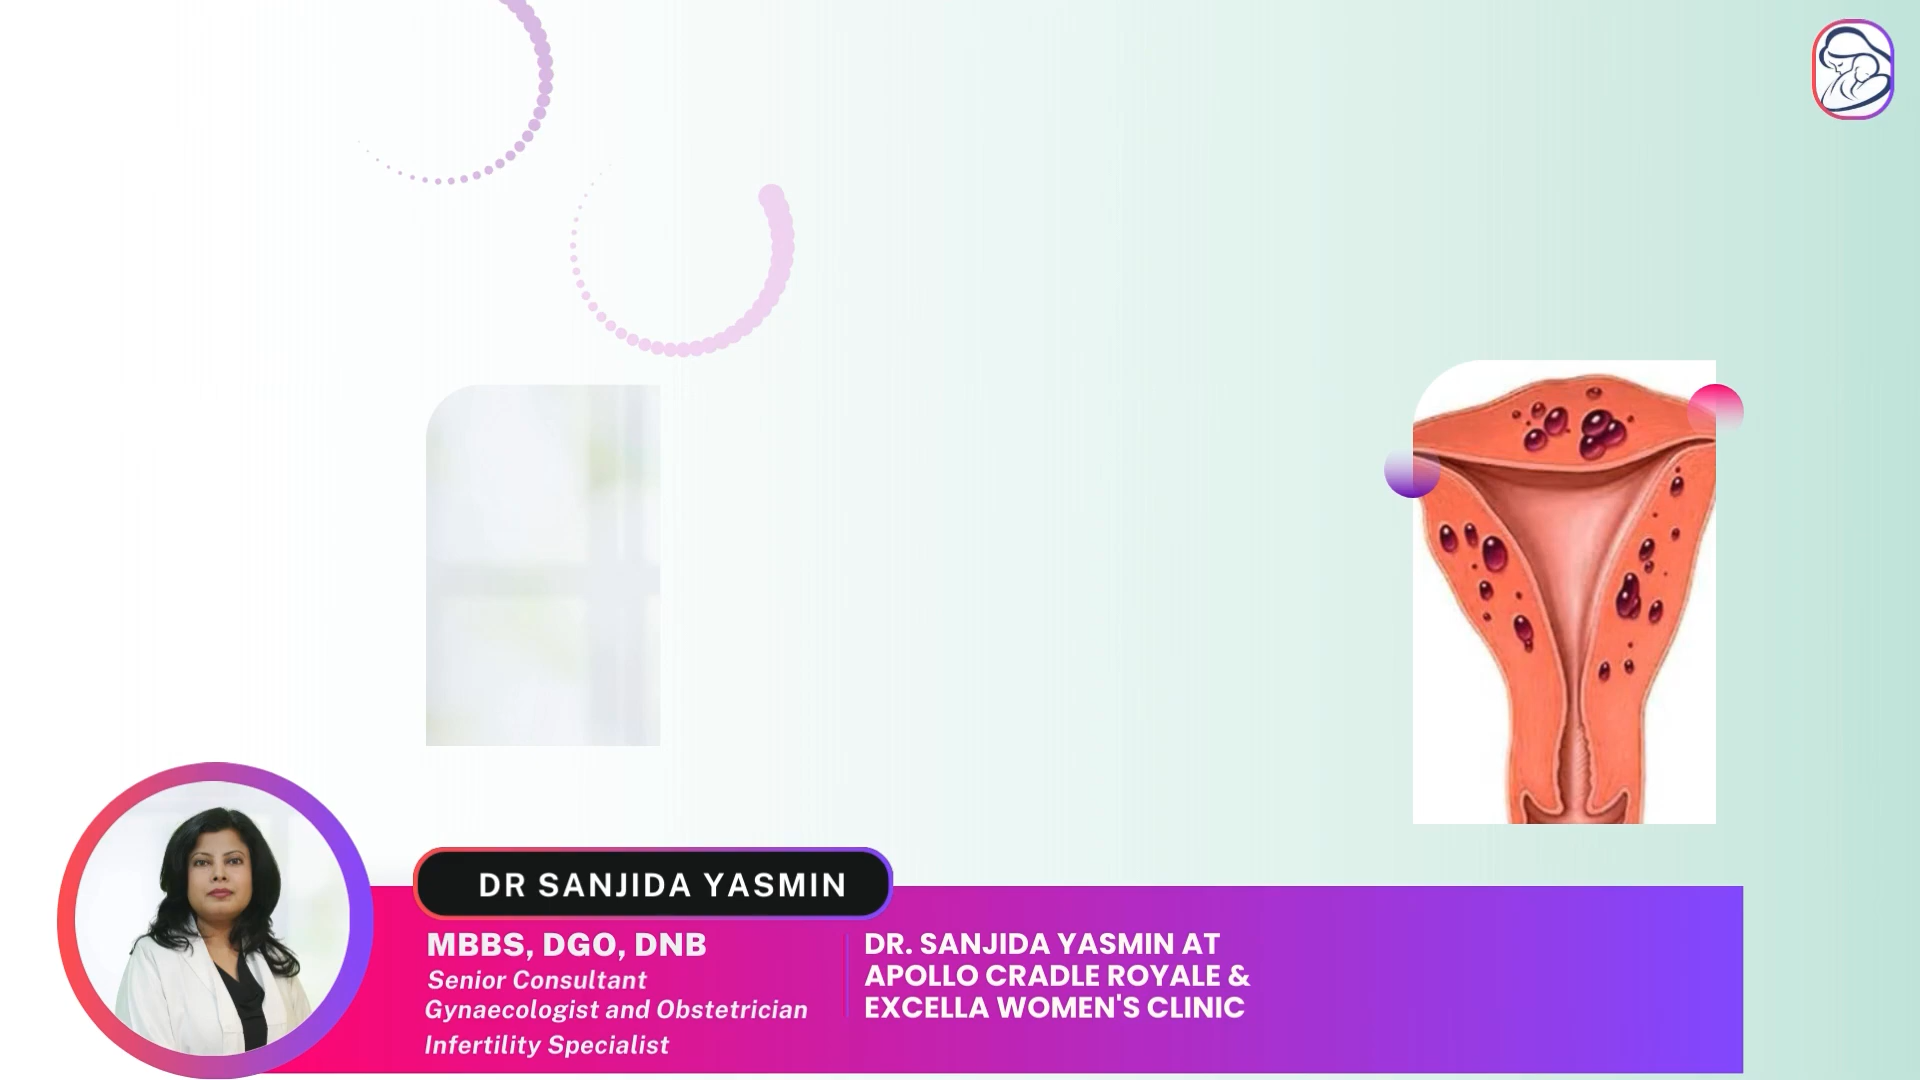 DR SANJIDA YASMIN
MBBS, DGO, DNB
Senior Consultant
Gynaecologist and Obstetrician
Infertility Specialist
DR. SANJIDA YASMIN AT
APOLLO CRADLE ROYALE &
EXCELLA WOMEN'S CLINIC